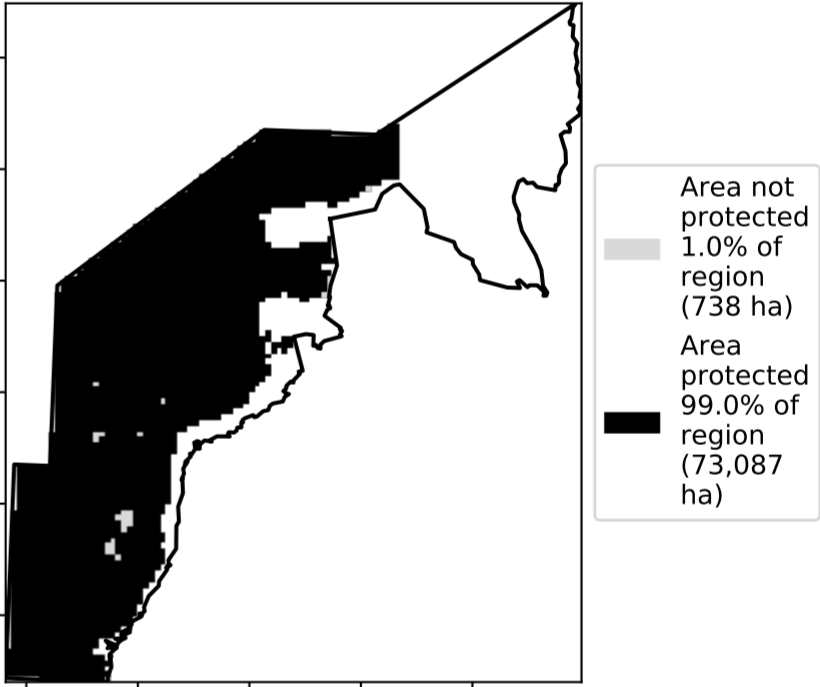 Area not
protected
1.0% of
region
(738 ha)
Area
protected
99.0% of
region
(73,087
ha)